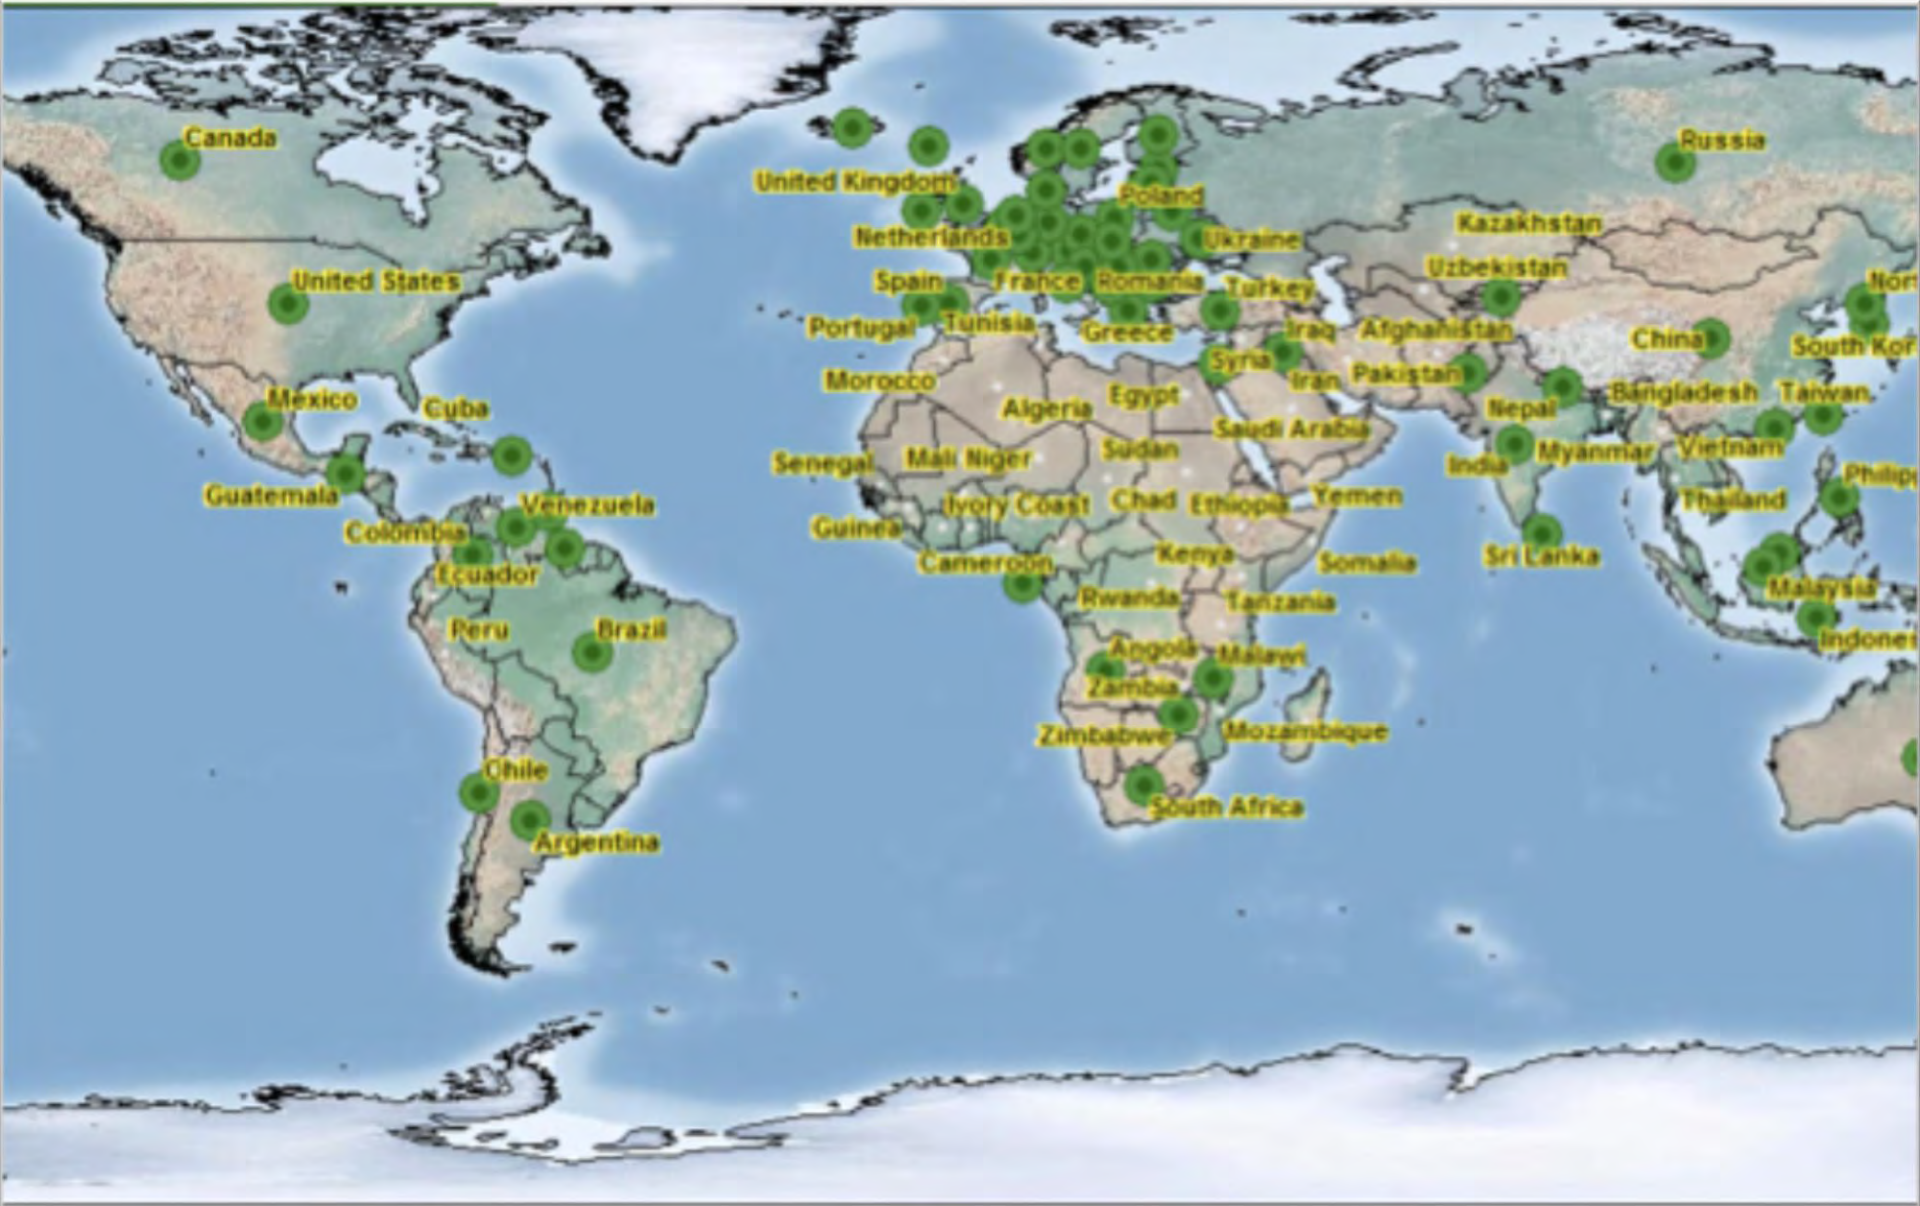 Canada
Russia
United Kingdom
Poland
Kazakhstan
Netherlands
Ukraine
Uzbekistan
United States
Spain
France
Romania
Turkey
Portugal
Tunisia
Greece
Iraq
Afghanistan
China
South Kor
Nort
Syria
Morocco
Iran
Pakistan
Mexico
Cuba
Algeria
Egypt
Nepal
Bangladesh
Taiwan
Saudi Arabia
Senegal
Mali
Niger
Sudan
India
Myanmar
Vietnam
Philipp
Guatemala
Venezuela
Ivory Coast
Chad
Ethiopia
Yemen
Thailand
Colombia
Guinea
Ecuador
Cameroon
Kenya
Somalia
Sri Lanka
Malaysia
Rwanda
Tanzania
Peru
Brazil
Angola
Malawi
Indones
Zambia
Zimbabwe
Mozambique
Chile
South Africa
Argentina